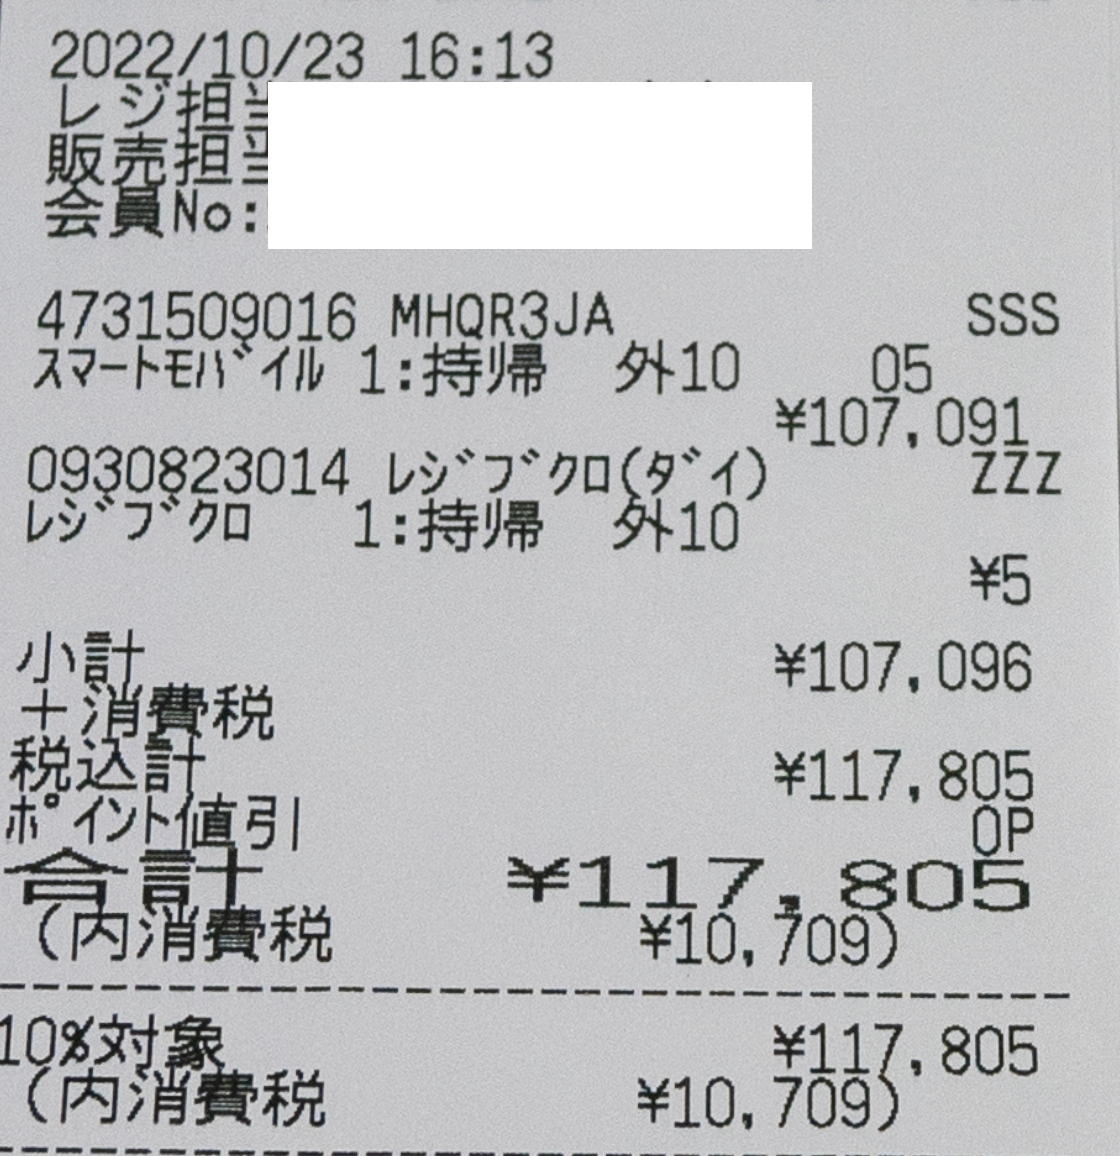 2022/10/23 16:13
レジ担当
販売担当
会員No:
4731509016 MHQR3JA SSS
ｽﾏｰﾄﾓﾊﾞｲﾙ 1:持帰 外10 05
¥107,091
0930823014 ﾚｼﾞﾌﾞｸﾛ(ﾀﾞｲ) ZZZ
ﾚｼﾞﾌﾞｸﾛ 1:持帰 外10
¥5
小計 ¥107,096
＋消費税
税込計 ¥117,805
ﾎﾟｲﾝﾄ値引 0P
合計 ¥117,805
(内消費税 ¥10,709)
10%対象 ¥117,805
(内消費税 ¥10,709)